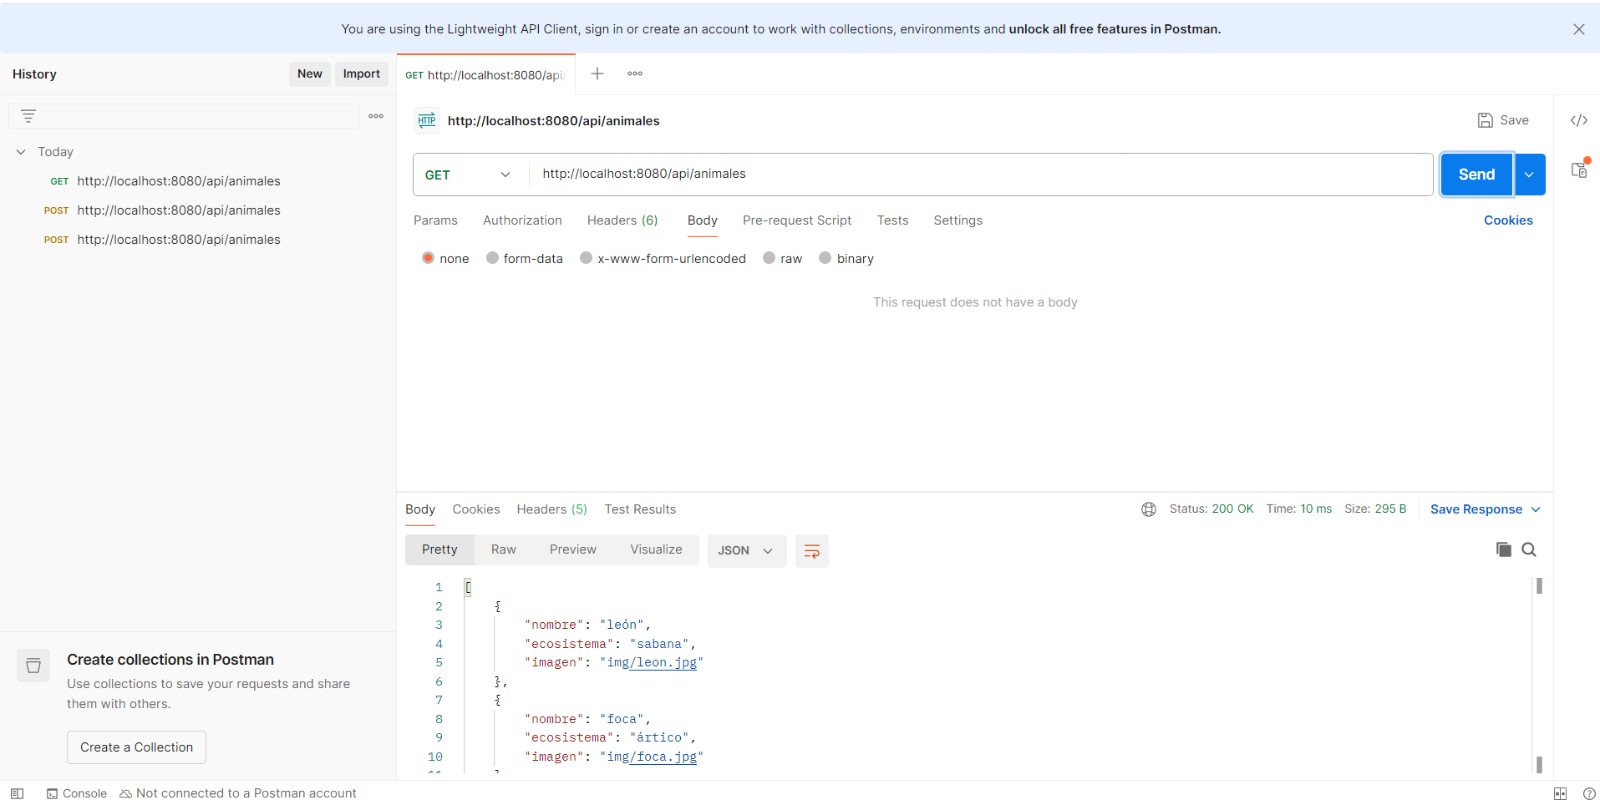 You are using the Lightweight API Client, sign in or create an account to work with collections, environments and unlock all free features in Postman.
History
New
Import
GET http://localhost:8080/api/
http://localhost:8080/api/animales
Save
Today
GET http://localhost:8080/api/animales
POST http://localhost:8080/api/animales
POST http://localhost:8080/api/animales
GET
http://localhost:8080/api/animales
Send
Params Authorization Headers (6) Body Pre-request Script Tests Settings Cookies
none form-data x-www-form-urlencoded raw binary
This request does not have a body
Body Cookies Headers (5) Test Results
Status: 200 OK Time: 10 ms Size: 295 B Save Response
Pretty Raw Preview Visualize JSON
1 [
2 {
3 "nombre": "león",
4 "ecosistema": "sabana",
5 "imagen": "img/leon.jpg"
6 },
7 {
8 "nombre": "foca",
9 "ecosistema": "ártico",
10 "imagen": "img/foca.jpg"
Create collections in Postman
Use collections to save your requests and share
them with others.
Create a Collection
Console Not connected to a Postman account